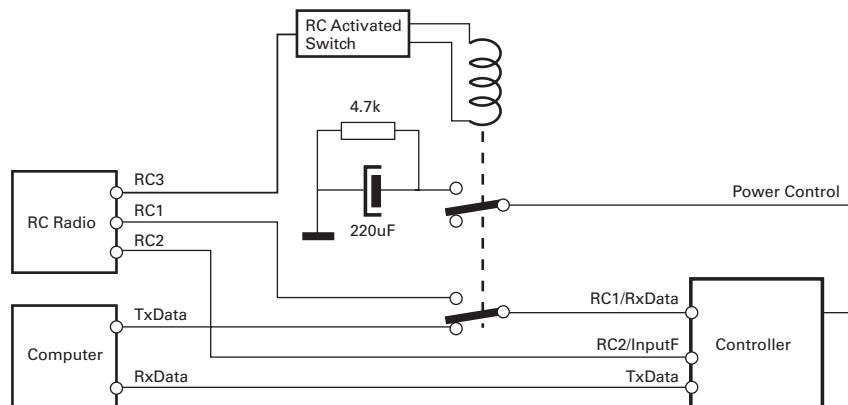 RC Activated
Switch
4.7k
RC3
Power Control
RC1
RC Radio
220uF
RC2
RC1/RxData
TxData
RC2/InputF
Computer
Controller
RxData
TxData